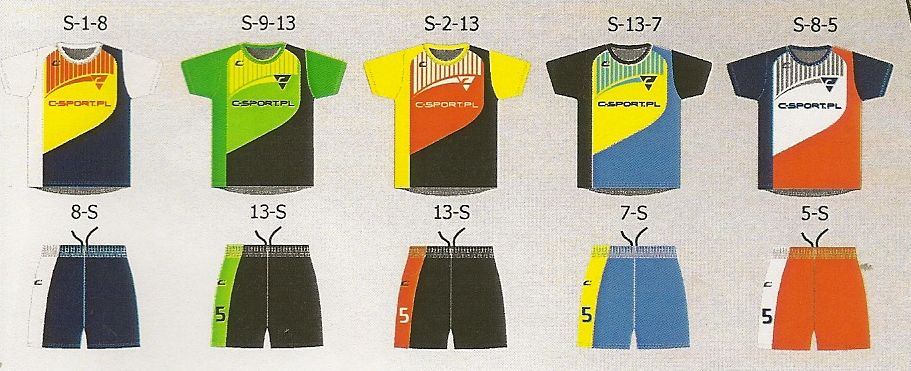 S-1-8 S-9-13 S-2-13 S-13-7 S-8-5
C-SPORT.PL C-SPORT.PL C-SPORT.PL C-SPORT.PL C-SPORT.PL
8-S 13-S 13-S 7-S 5-S
5 5 5 5